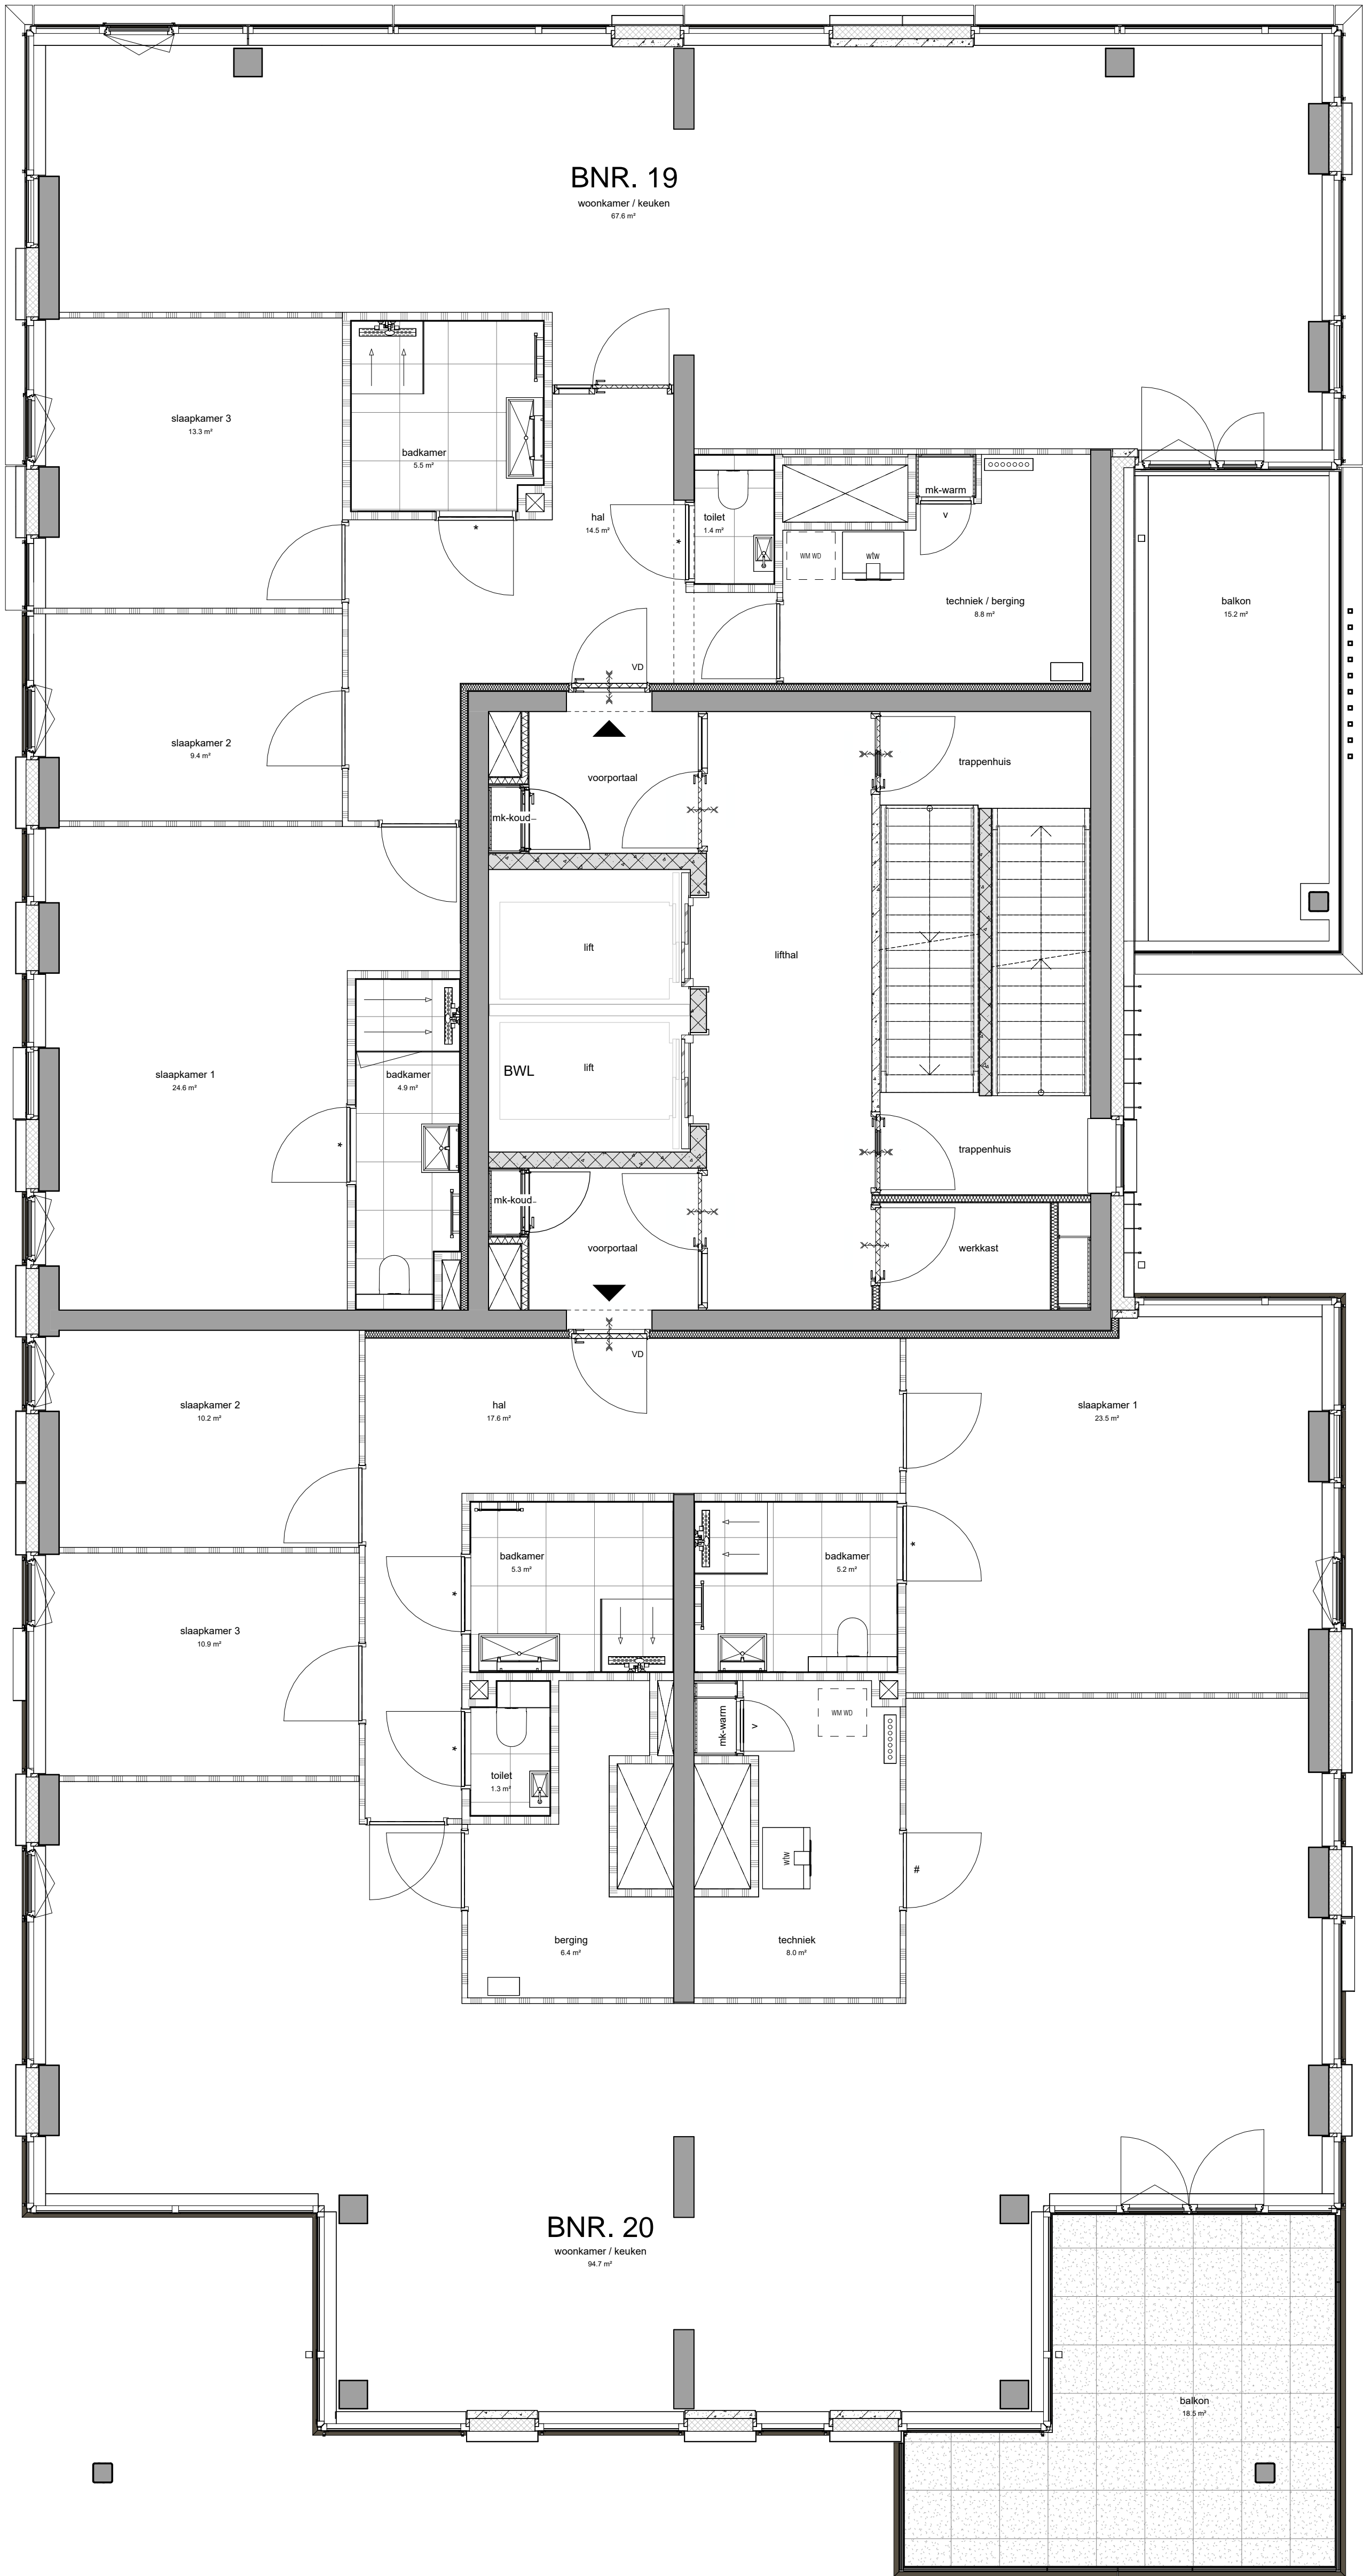 BNR. 19
woonkamer / keuken
67.6 m²
slaapkamer 3
13.3 m²
badkamer
5.5 m²
*
hal
14.5 m²
*
toilet
1.4 m²
mk-warm
v
WM WD
wtw
techniek / berging
8.8 m²
balkon
15.2 m²
VD
slaapkamer 2
9.4 m²
voorportaal
trappenhuis
mk-koud
lift
lifthal
slaapkamer 1
24.6 m²
badkamer
4.9 m²
*
BWL
lift
trappenhuis
mk-koud
voorportaal
werkkast
VD
slaapkamer 2
10.2 m²
hal
17.6 m²
slaapkamer 1
23.5 m²
badkamer
5.3 m²
*
badkamer
5.2 m²
*
slaapkamer 3
10.9 m²
*
toilet
1.3 m²
mk-warm
v
WM WD
wtw
#
berging
6.4 m²
techniek
8.0 m²
BNR. 20
woonkamer / keuken
94.7 m²
balkon
18.5 m²